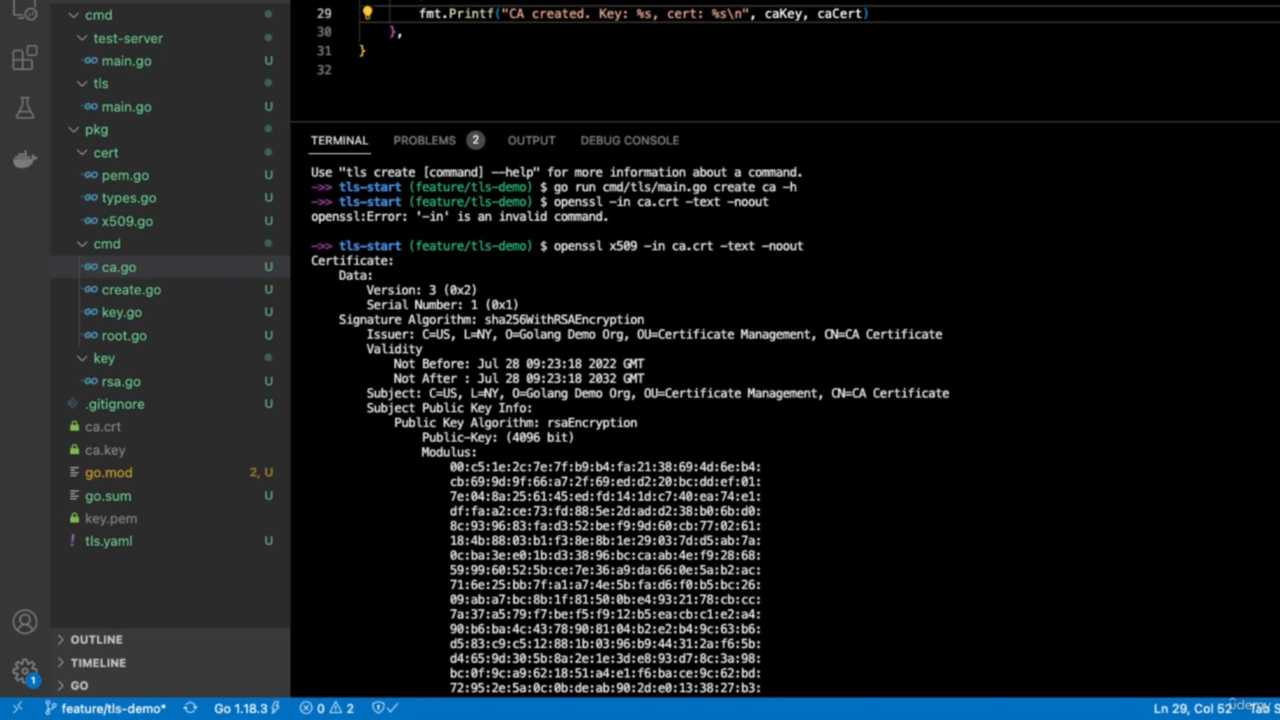 cmd
test-server
main.go U
tls
main.go U
pkg
cert
pem.go U
types.go U
x509.go U
cmd
ca.go U
create.go U
key.go U
root.go U
key
rsa.go U
.gitignore U
ca.crt
ca.key
go.mod 2, U
go.sum U
key.pem
! tls.yaml U
OUTLINE
TIMELINE
GO
1
29 fmt.Printf("CA created. Key: %s, cert: %s\n", caKey, caCert)
30 },
31 }
32
TERMINAL PROBLEMS 2 OUTPUT DEBUG CONSOLE
Use "tls create [command] --help" for more information about a command.
->> tls-start (feature/tls-demo) $ go run cmd/tls/main.go create ca -h
->> tls-start (feature/tls-demo) $ openssl -in ca.crt -text -noout
openssl:Error: '-in' is an invalid command.
->> tls-start (feature/tls-demo) $ openssl x509 -in ca.crt -text -noout
Certificate:
Data:
Version: 3 (0x2)
Serial Number: 1 (0x1)
Signature Algorithm: sha256WithRSAEncryption
Issuer: C=US, L=NY, O=Golang Demo Org, OU=Certificate Management, CN=CA Certificate
Validity
Not Before: Jul 28 09:23:18 2022 GMT
Not After : Jul 28 09:23:18 2032 GMT
Subject: C=US, L=NY, O=Golang Demo Org, OU=Certificate Management, CN=CA Certificate
Subject Public Key Info:
Public Key Algorithm: rsaEncryption
Public-Key: (4096 bit)
Modulus:
00:c5:1e:2c:7e:7f:b9:b4:fa:21:38:69:4d:6e:b4:
cb:69:9d:9f:66:a7:2f:69:ed:d2:20:bc:dd:ef:01:
7e:04:8a:25:61:45:ed:fd:14:1d:c7:40:ea:74:e1:
df:fa:a2:ce:73:fd:88:5e:2d:ad:d2:38:b0:6b:d0:
8c:93:96:83:fa:d3:52:be:f9:9d:60:cb:77:02:61:
18:4b:88:03:b1:f3:8e:8b:1e:29:03:7d:d5:ab:7a:
0c:ba:3e:e0:1b:d3:38:96:bc:ca:ab:4e:f9:28:68:
59:99:60:52:5b:ce:7e:36:a9:da:66:0e:5a:b2:ac:
71:6e:25:bb:7f:a1:a7:4e:5b:fa:d6:f0:b5:bc:26:
09:ab:a7:bc:8b:1f:81:50:0b:e4:93:21:78:cb:cc:
7a:37:a5:79:f7:be:f5:f9:12:b5:ea:cb:c1:e2:a4:
90:b6:ba:4c:43:78:90:81:04:b2:e2:b4:9c:63:b6:
d5:83:c9:c5:12:88:1b:03:96:b9:44:31:2a:f6:5b:
d4:65:9d:30:5b:8a:2e:1e:3d:e8:93:d7:8c:3a:98:
bc:0f:9c:a9:62:18:51:a4:e1:f6:ba:ce:9c:62:bd:
72:95:2e:5a:0c:0b:de:ab:90:2d:e0:13:38:27:b3:
feature/tls-demo* Go 1.18.3 0 2 Ln 29, Col 52 Tab S